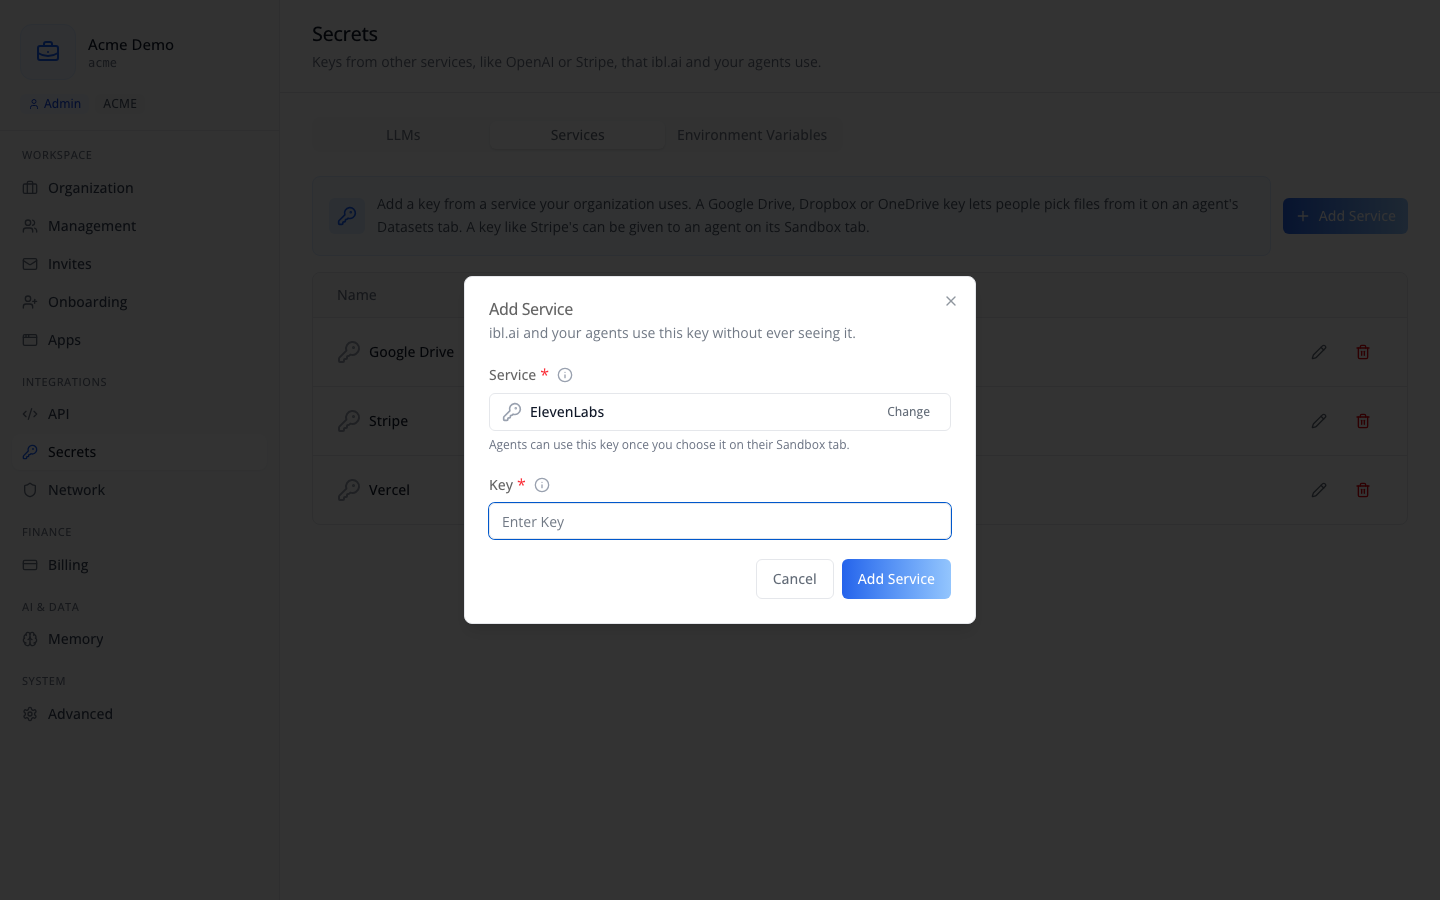 Acme Demo
acme
Admin
ACME
WORKSPACE
Organization
Management
Invites
Onboarding
Apps
INTEGRATIONS
API
Secrets
Network
FINANCE
Billing
AI & DATA
Memory
SYSTEM
Advanced
Secrets
Keys from other services, like OpenAI or Stripe, that ibl.ai and your agents use.
LLMs
Services
Environment Variables
Add a key from a service your organization uses. A Google Drive, Dropbox or OneDrive key lets people pick files from it on an agent's
Datasets tab. A key like Stripe's can be given to an agent on its Sandbox tab.
Add Service
Name
Google Drive
Stripe
Vercel
Add Service
ibl.ai and your agents use this key without ever seeing it.
Service *
ElevenLabs
Change
Agents can use this key once you choose it on their Sandbox tab.
Key *
Enter Key
Cancel
Add Service